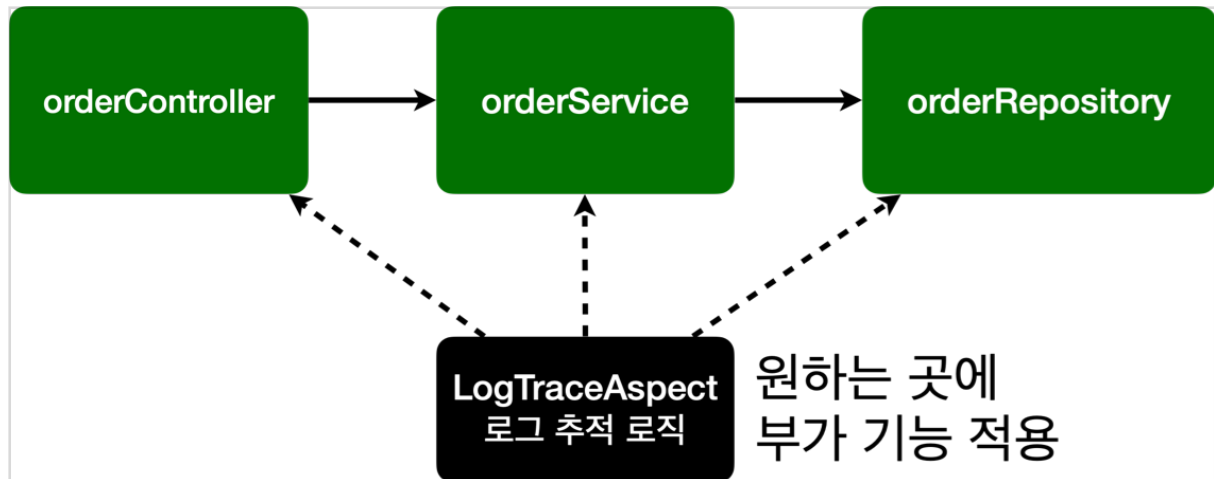 orderController
orderService
orderRepository
LogTraceAspect
로그 추적 로직
원하는 곳에
부가 기능 적용